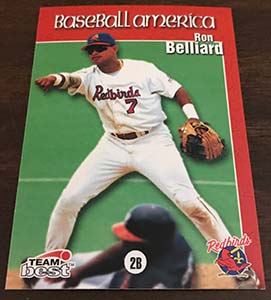 Baseball america
Ron
Belliard
Redbirds
7
TEAM
best
2B
Redbirds